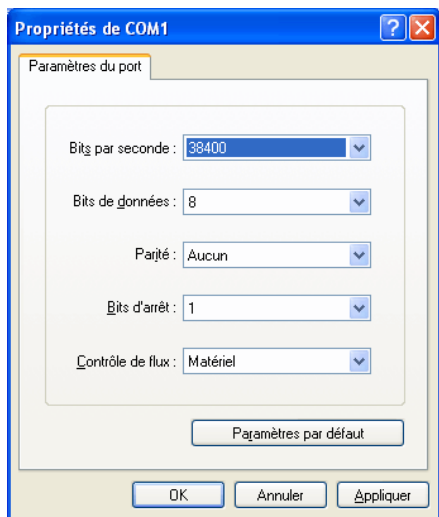 Propriétés de COM1
Paramètres du port
Bits par seconde : 38400
Bits de données : 8
Parité : Aucun
Bits d'arrêt : 1
Contrôle de flux : Matériel
Paramètres par défaut
OK Annuler Appliquer